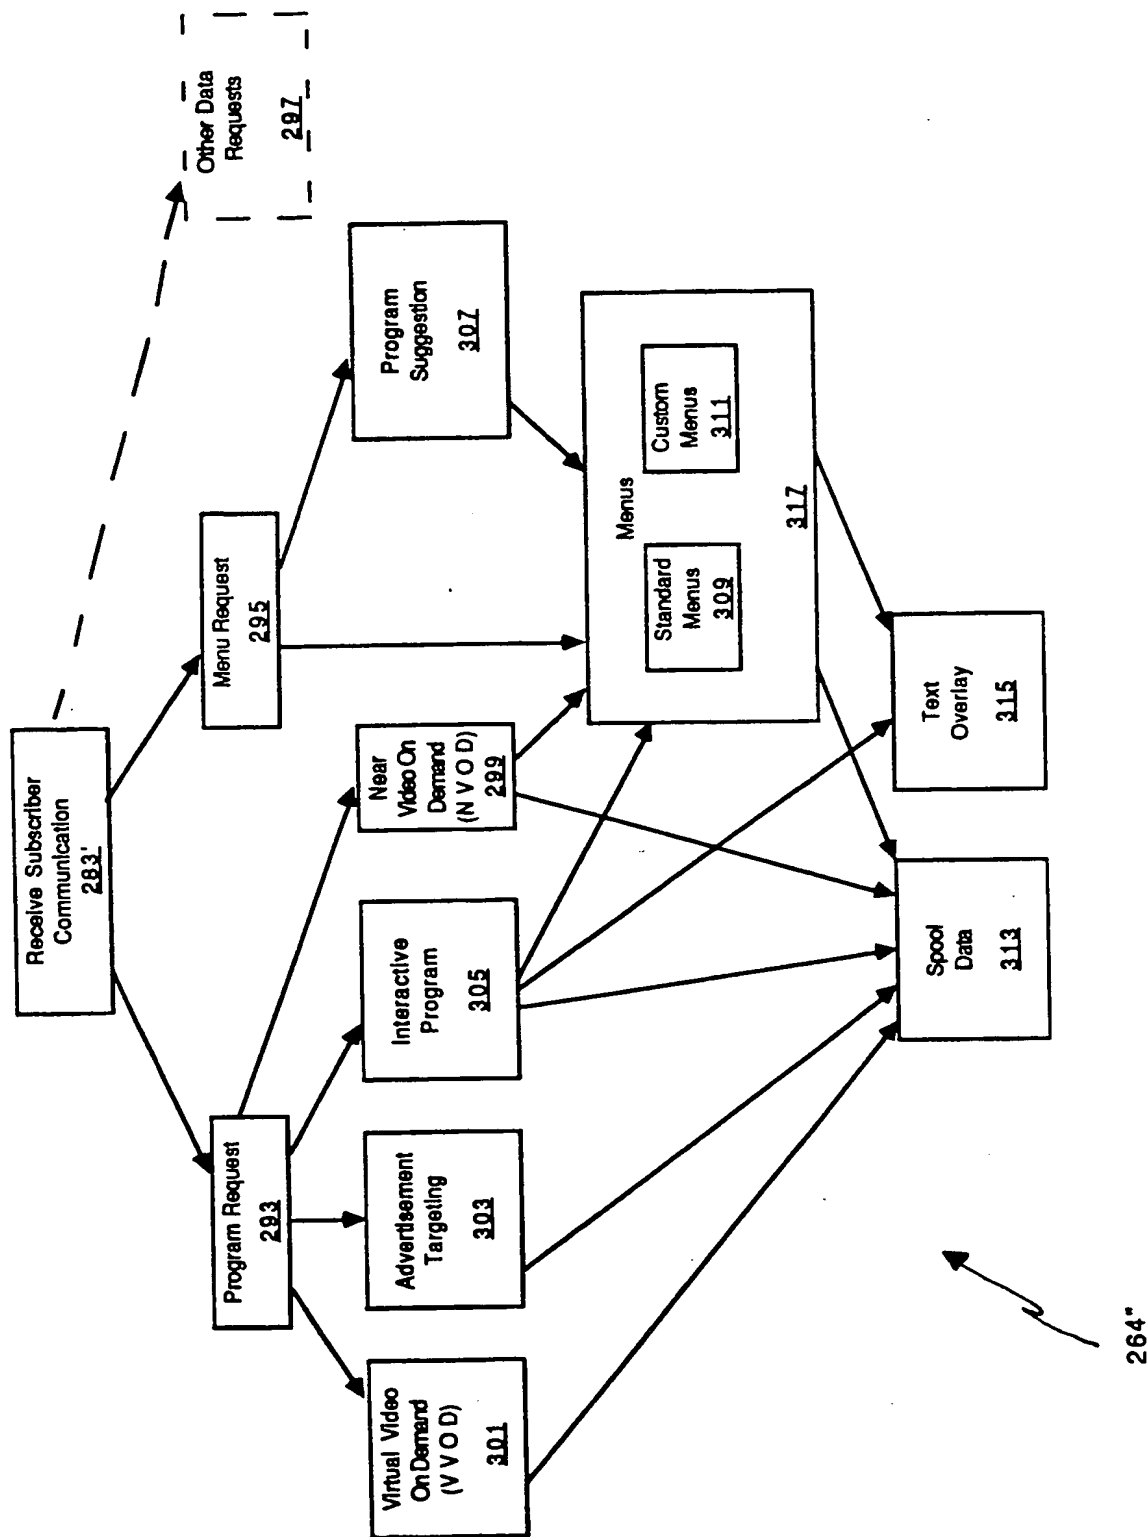 Receive Subscriber
Communication
283'
Other Data
Requests
297
Program Request
293
Menu Request
295
Virtual Video
On Demand
(V V O D)
301
Advertisement
Targeting
303
Interactive
Program
305
Near
Video On
Demand
(N V O D)
299
Program
Suggestion
307
Menus
Standard
Menus
309
Custom
Menus
311
317
Spool
Data
313
Text
Overlay
315
264"